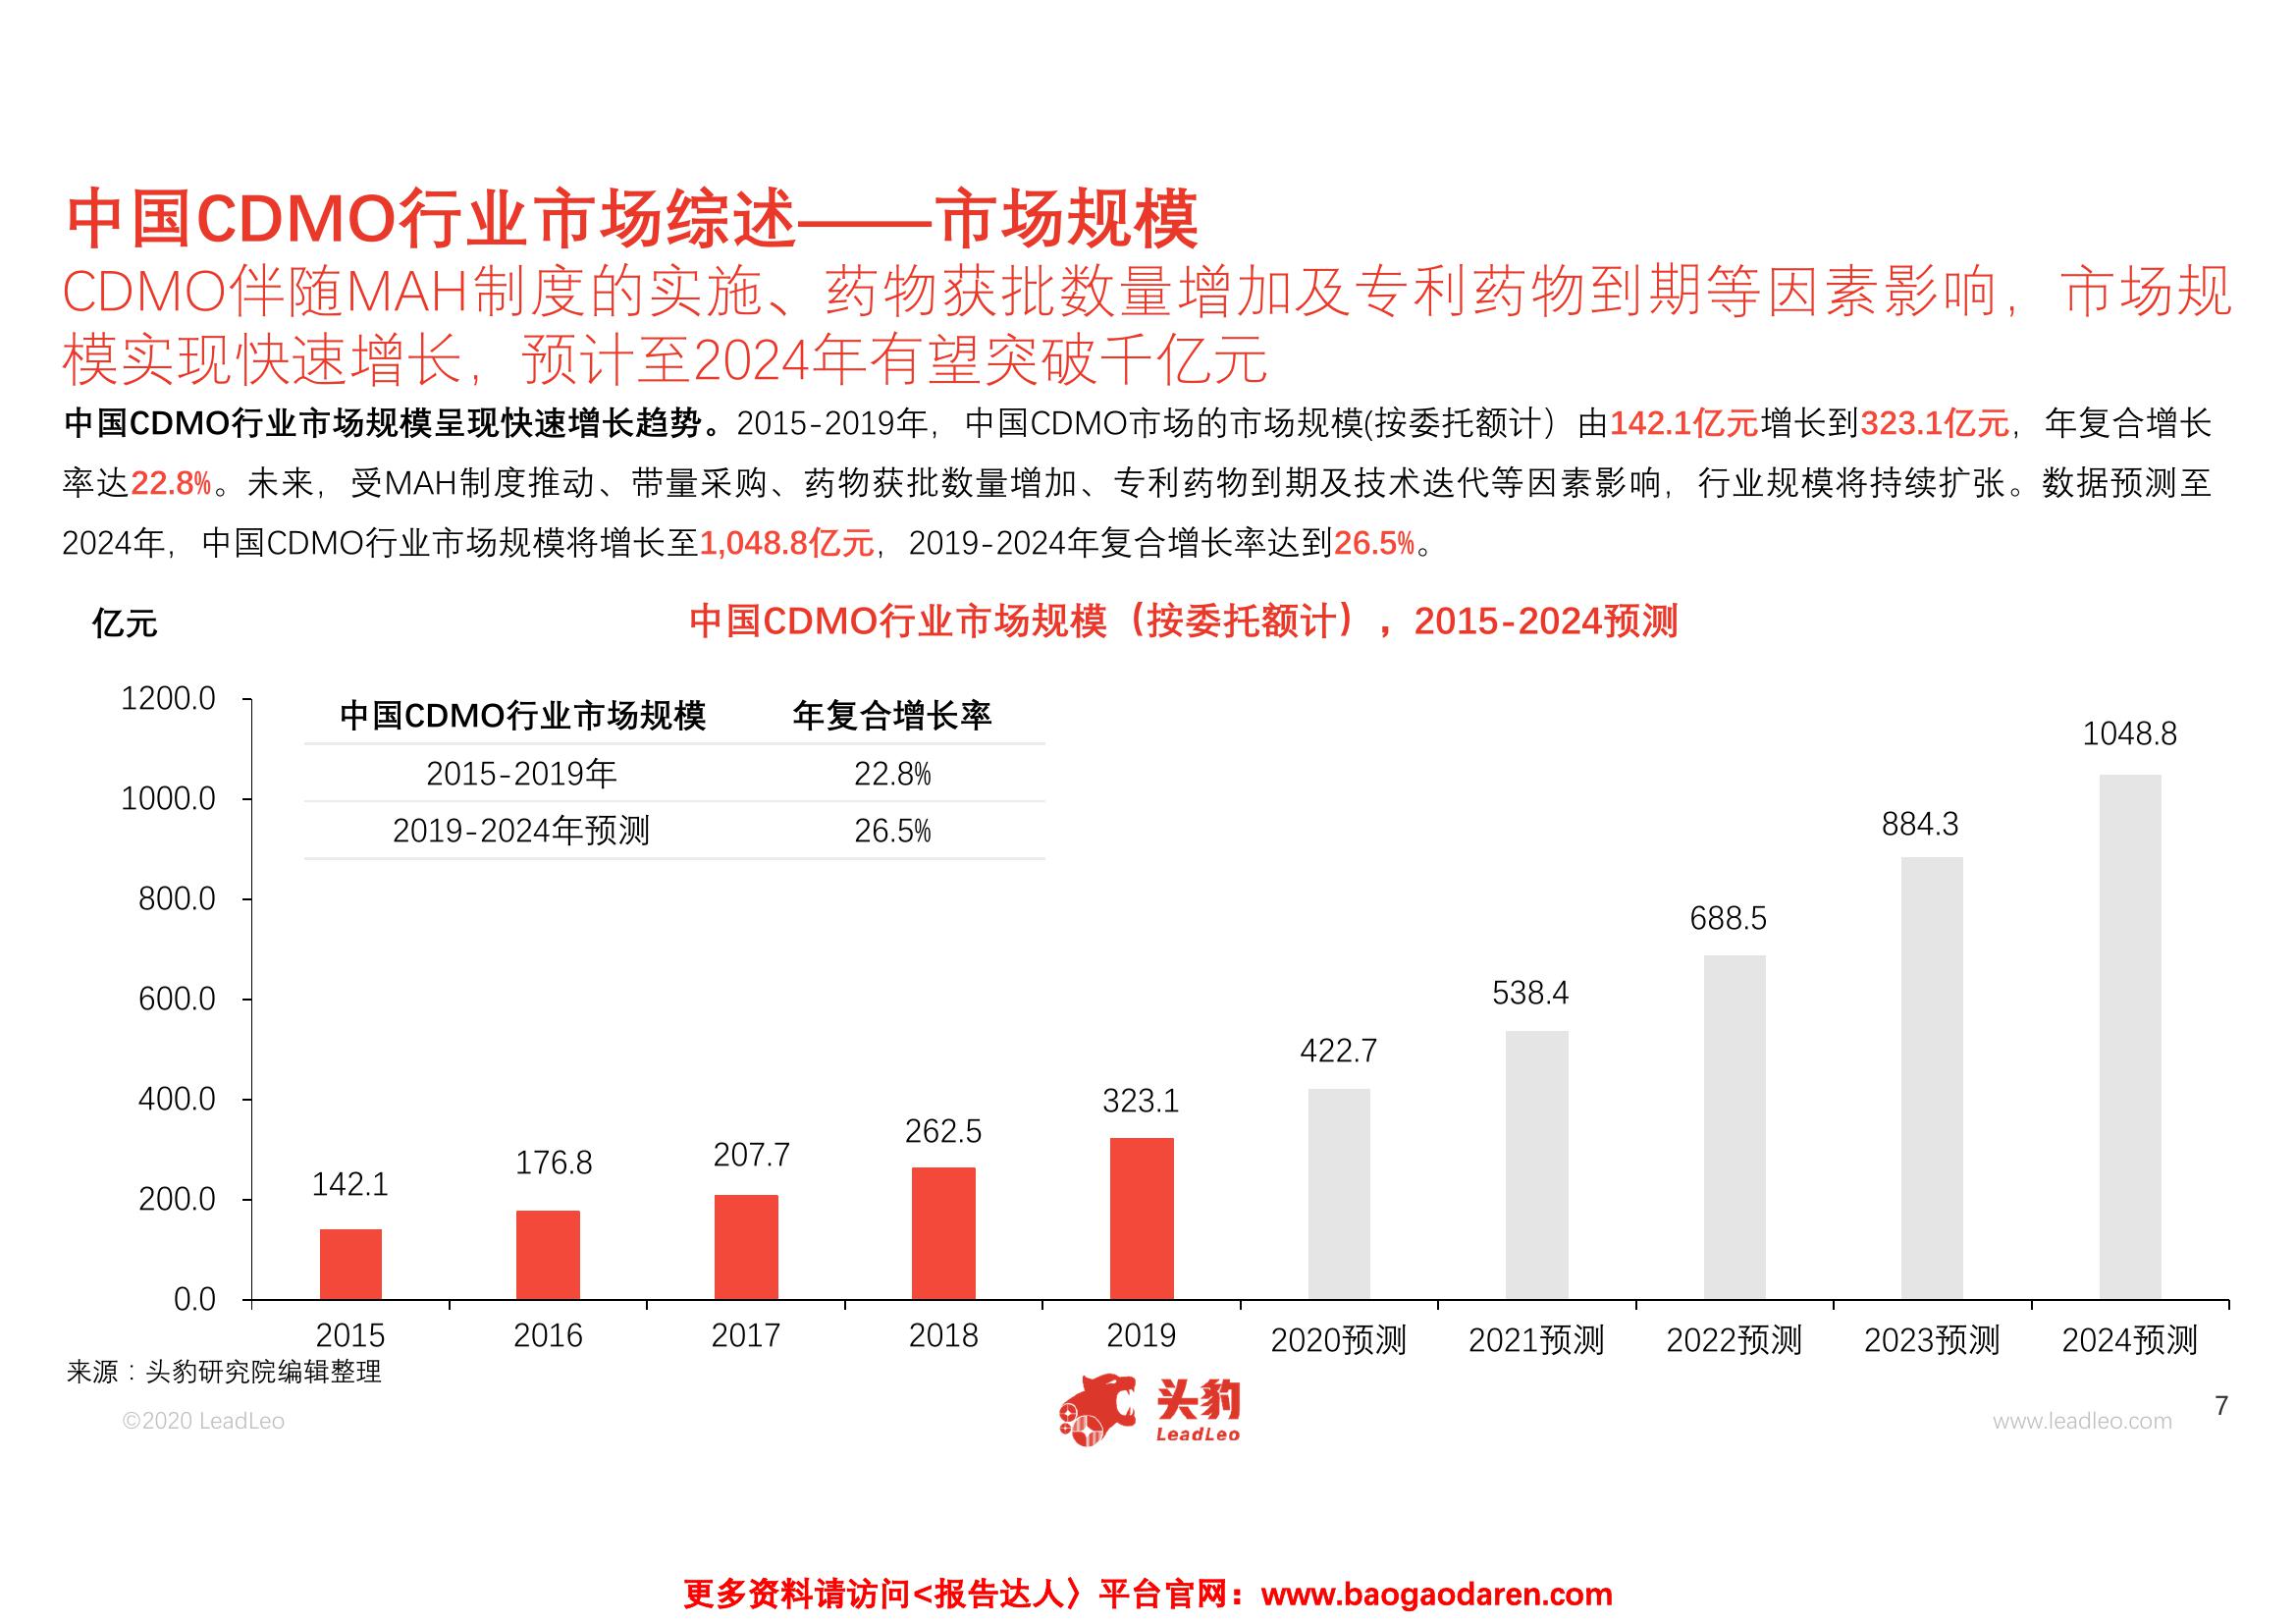 中国CDMO行业市场综述——市场规模
CDMO伴随MAH制度的实施、药物获批数量增加及专利药物到期等因素影响，市场规
模实现快速增长，预计至2024年有望突破千亿元
中国CDMO行业市场规模呈现快速增长趋势。2015-2019年，中国CDMO市场的市场规模(按委托额计）由142.1亿元增长到323.1亿元，年复合增长
率达22.8%。未来，受MAH制度推动、带量采购、药物获批数量增加、专利药物到期及技术迭代等因素影响，行业规模将持续扩张。数据预测至
2024年，中国CDMO行业市场规模将增长至1,048.8亿元，2019-2024年复合增长率达到26.5%。
亿元
中国CDMO行业市场规模（按委托额计），2015-2024预测
中国CDMO行业市场规模 年复合增长率
2015-2019年 22.8%
2019-2024年预测 26.5%
1200.0
1000.0
800.0
600.0
400.0
200.0
0.0
142.1
176.8
207.7
262.5
323.1
422.7
538.4
688.5
884.3
1048.8
2015 2016 2017 2018 2019 2020预测 2021预测 2022预测 2023预测 2024预测
来源：头豹研究院编辑整理
©2020 LeadLeo
头豹
LeadLeo
www.leadleo.com
7
更多资料请访问<报告达人〉平台官网：www.baogaodaren.com